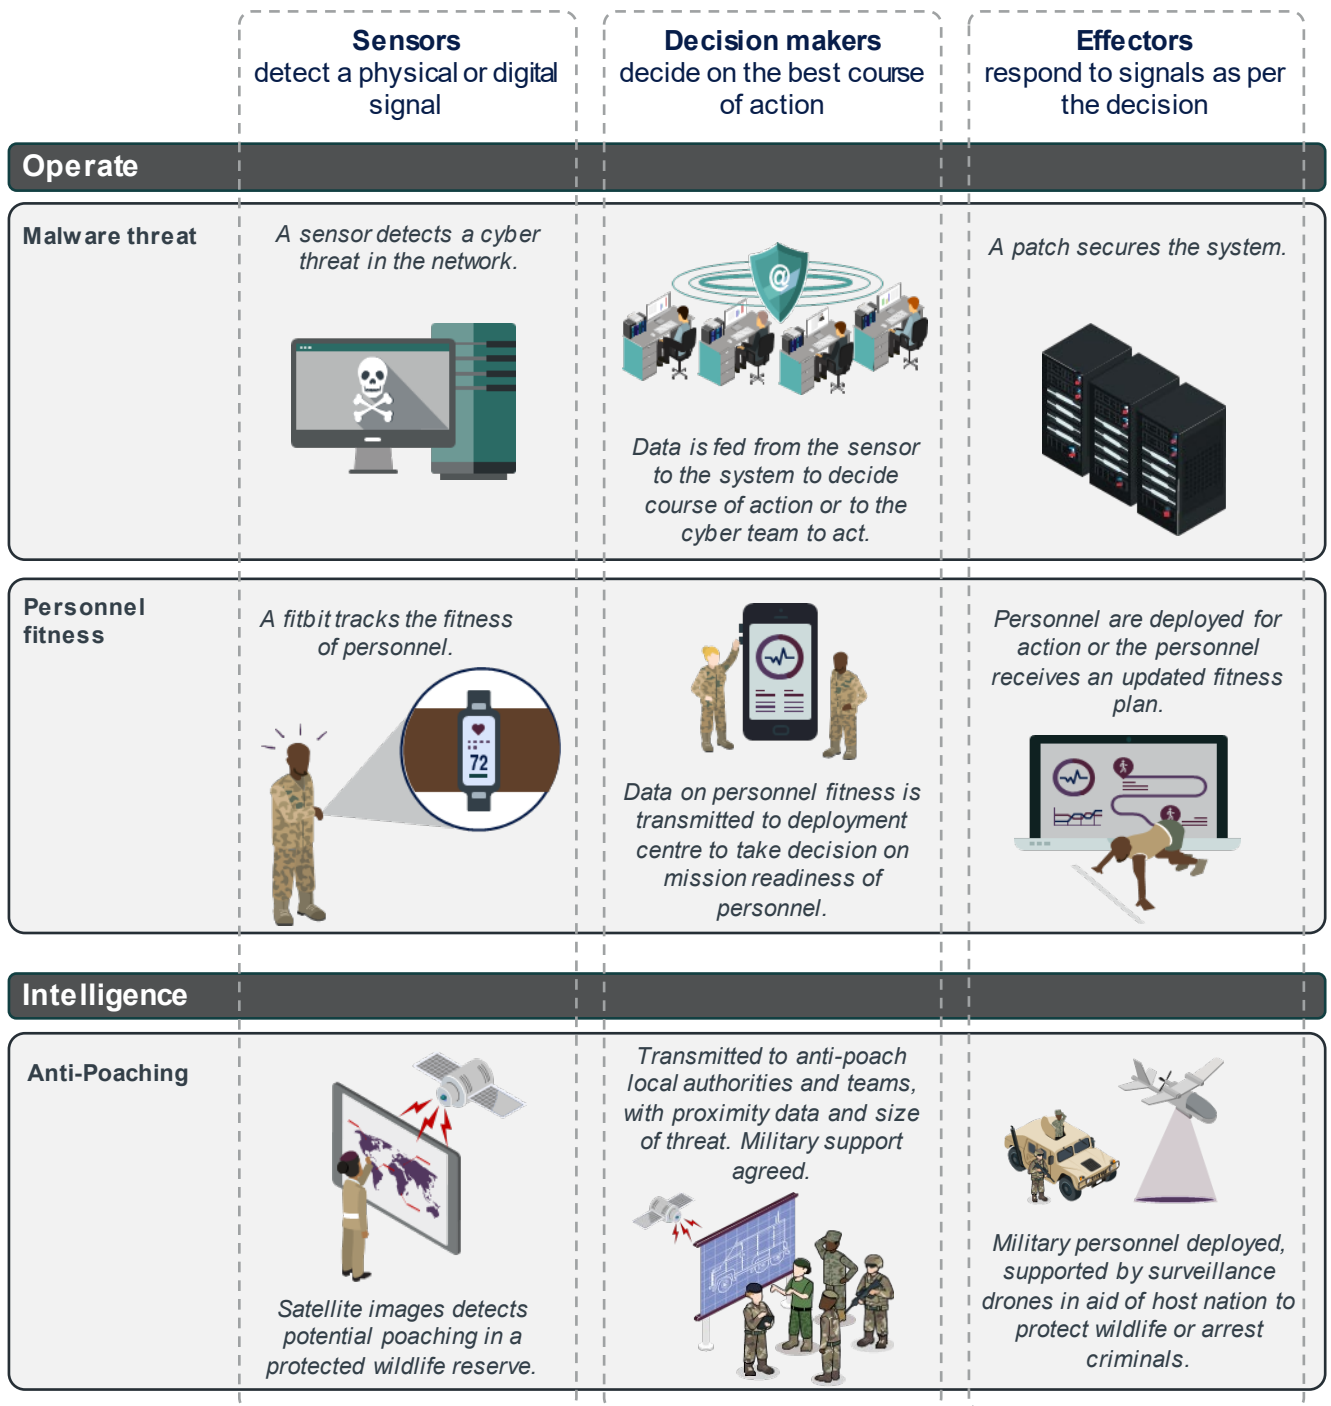 Sensors
detect a physical or digital
signal
Decision makers
decide on the best course
of action
Effectors
respond to signals as per
the decision
Operate
Malware threat
A sensor detects a cyber
threat in the network.
@
Data is fed from the sensor
to the system to decide
course of action or to the
cyber team to act.
A patch secures the system.
Personnel
fitness
A fitbit tracks the fitness
of personnel.
72
Data on personnel fitness is
transmitted to deployment
centre to take decision on
mission readiness of
personnel.
Personnel are deployed for
action or the personnel
receives an updated fitness
plan.
Intelligence
Anti-Poaching
Satellite images detects
potential poaching in a
protected wildlife reserve.
Transmitted to anti-poach
local authorities and teams,
with proximity data and size
of threat. Military support
agreed.
Military personnel deployed,
supported by surveillance
drones in aid of host nation to
protect wildlife or arrest
criminals.